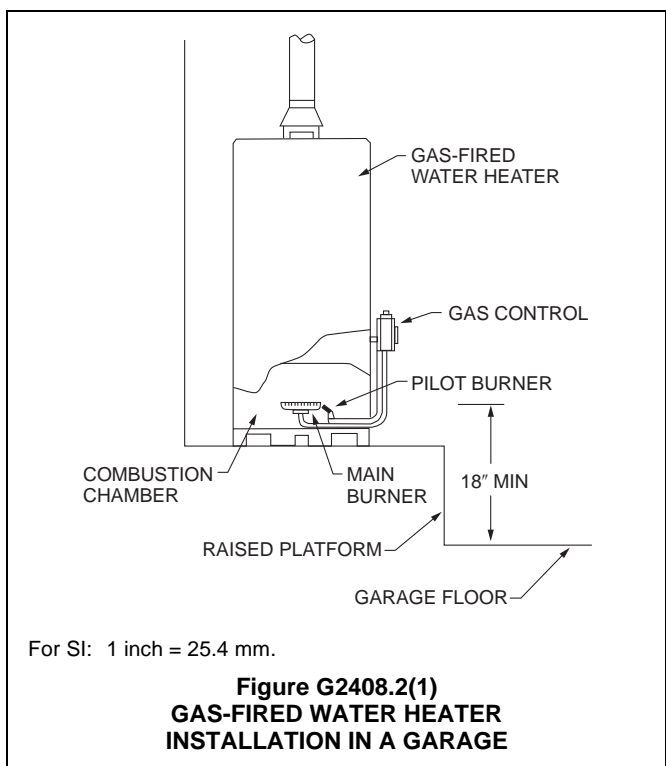 GAS-FIRED
WATER HEATER
GAS CONTROL
PILOT BURNER
COMBUSTION
CHAMBER
MAIN
BURNER
18″ MIN
RAISED PLATFORM
GARAGE FLOOR
For SI: 1 inch = 25.4 mm.
Figure G2408.2(1)
GAS-FIRED WATER HEATER
INSTALLATION IN A GARAGE